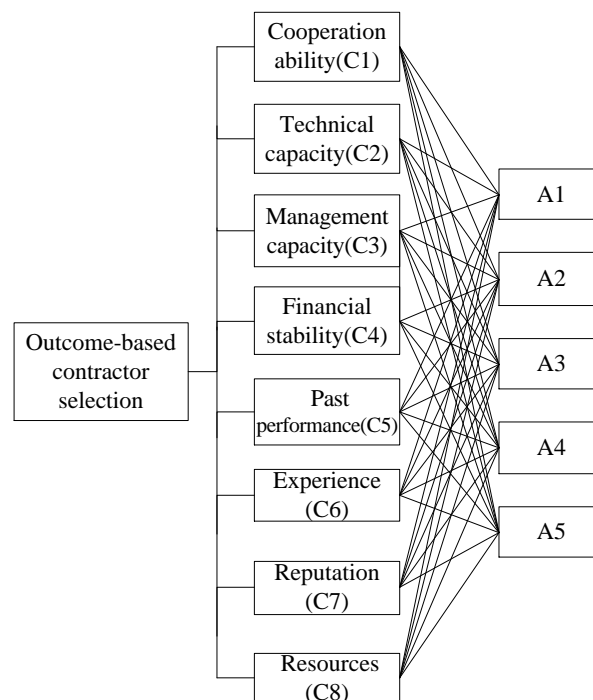 Cooperation
ability(C1)
Technical
capacity(C2)
Management
capacity(C3)
Financial
stability(C4)
Outcome-based
contractor
selection
Past
performance(C5)
Experience
(C6)
Reputation
(C7)
Resources
(C8)
A1
A2
A3
A4
A5